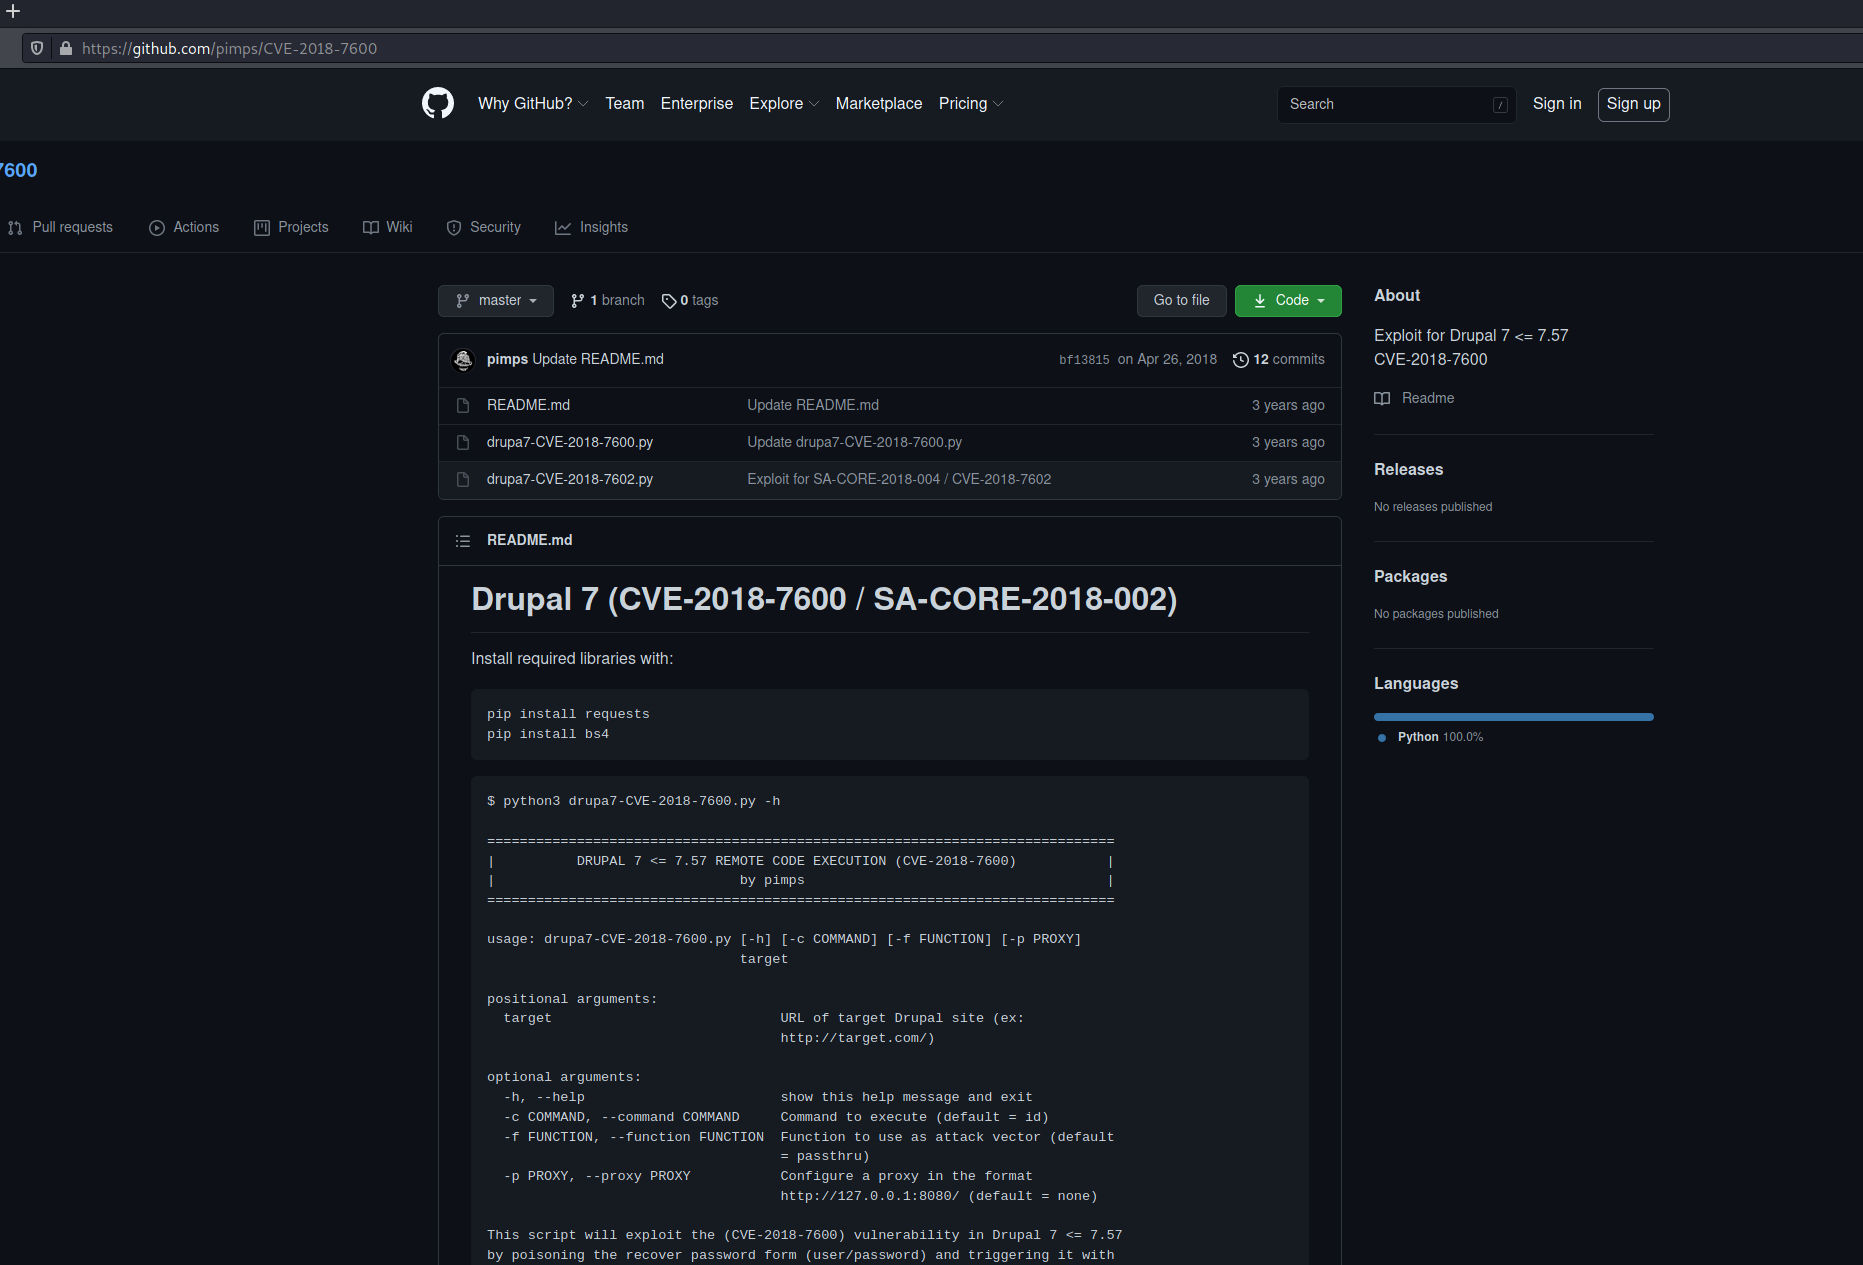 https://github.com/pimps/CVE-2018-7600
Why GitHub? Team Enterprise Explore Marketplace Pricing Search / Sign in Sign up
7600
Pull requests Actions Projects Wiki Security Insights
master 1 branch 0 tags Go to file Code
pimps Update README.md bf13815 on Apr 26, 2018 12 commits
README.md Update README.md 3 years ago
drupa7-CVE-2018-7600.py Update drupa7-CVE-2018-7600.py 3 years ago
drupa7-CVE-2018-7602.py Exploit for SA-CORE-2018-004 / CVE-2018-7602 3 years ago
README.md
Drupal 7 (CVE-2018-7600 / SA-CORE-2018-002)
Install required libraries with:
pip install requests
pip install bs4
$ python3 drupa7-CVE-2018-7600.py -h
=============================================================================
| DRUPAL 7 <= 7.57 REMOTE CODE EXECUTION (CVE-2018-7600) |
| by pimps |
=============================================================================
usage: drupa7-CVE-2018-7600.py [-h] [-c COMMAND] [-f FUNCTION] [-p PROXY]
target
positional arguments:
target URL of target Drupal site (ex:
http://target.com/)
optional arguments:
-h, --help show this help message and exit
-c COMMAND, --command COMMAND Command to execute (default = id)
-f FUNCTION, --function FUNCTION Function to use as attack vector (default
= passthru)
-p PROXY, --proxy PROXY Configure a proxy in the format
http://127.0.0.1:8080/ (default = none)
This script will exploit the (CVE-2018-7600) vulnerability in Drupal 7 <= 7.57
by poisoning the recover password form (user/password) and triggering it with
About
Exploit for Drupal 7 <= 7.57
CVE-2018-7600
Readme
Releases
No releases published
Packages
No packages published
Languages
Python 100.0%